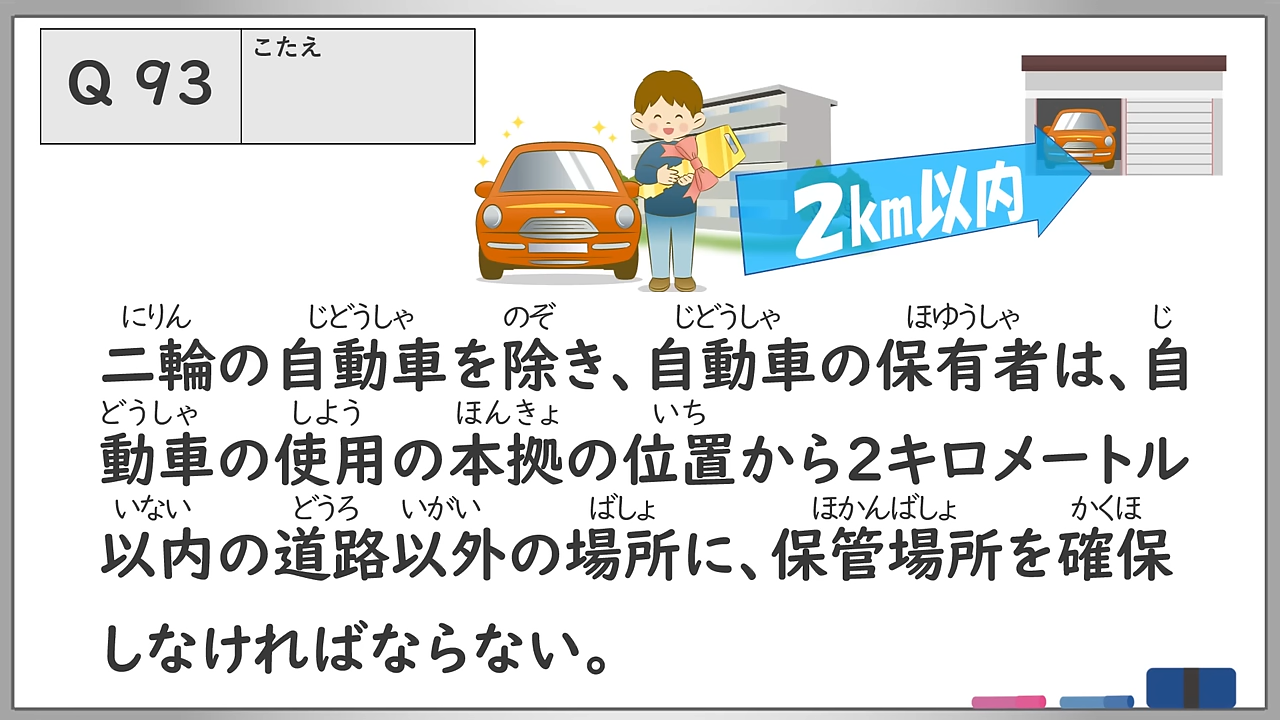 Q 93
こたえ
2km以内
にりん じどうしゃ のぞ じどうしゃ ほゆうしゃ じ
二輪の自動車を除き、自動車の保有者は、自
どうしゃ しよう ほんきょ いち
動車の使用の本拠の位置から2キロメートル
いない どうろ いがい ばしょ ほかんばしょ かくほ
以内の道路以外の場所に、保管場所を確保
しなければならない。